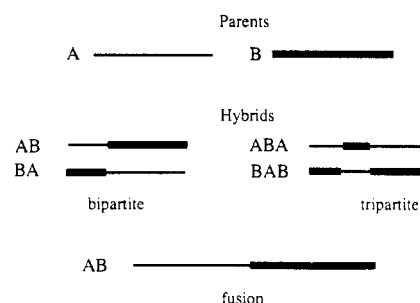 Parents
A B
Hybrids
AB ABA
BA BAB
bipartite tripartite
AB
fusion